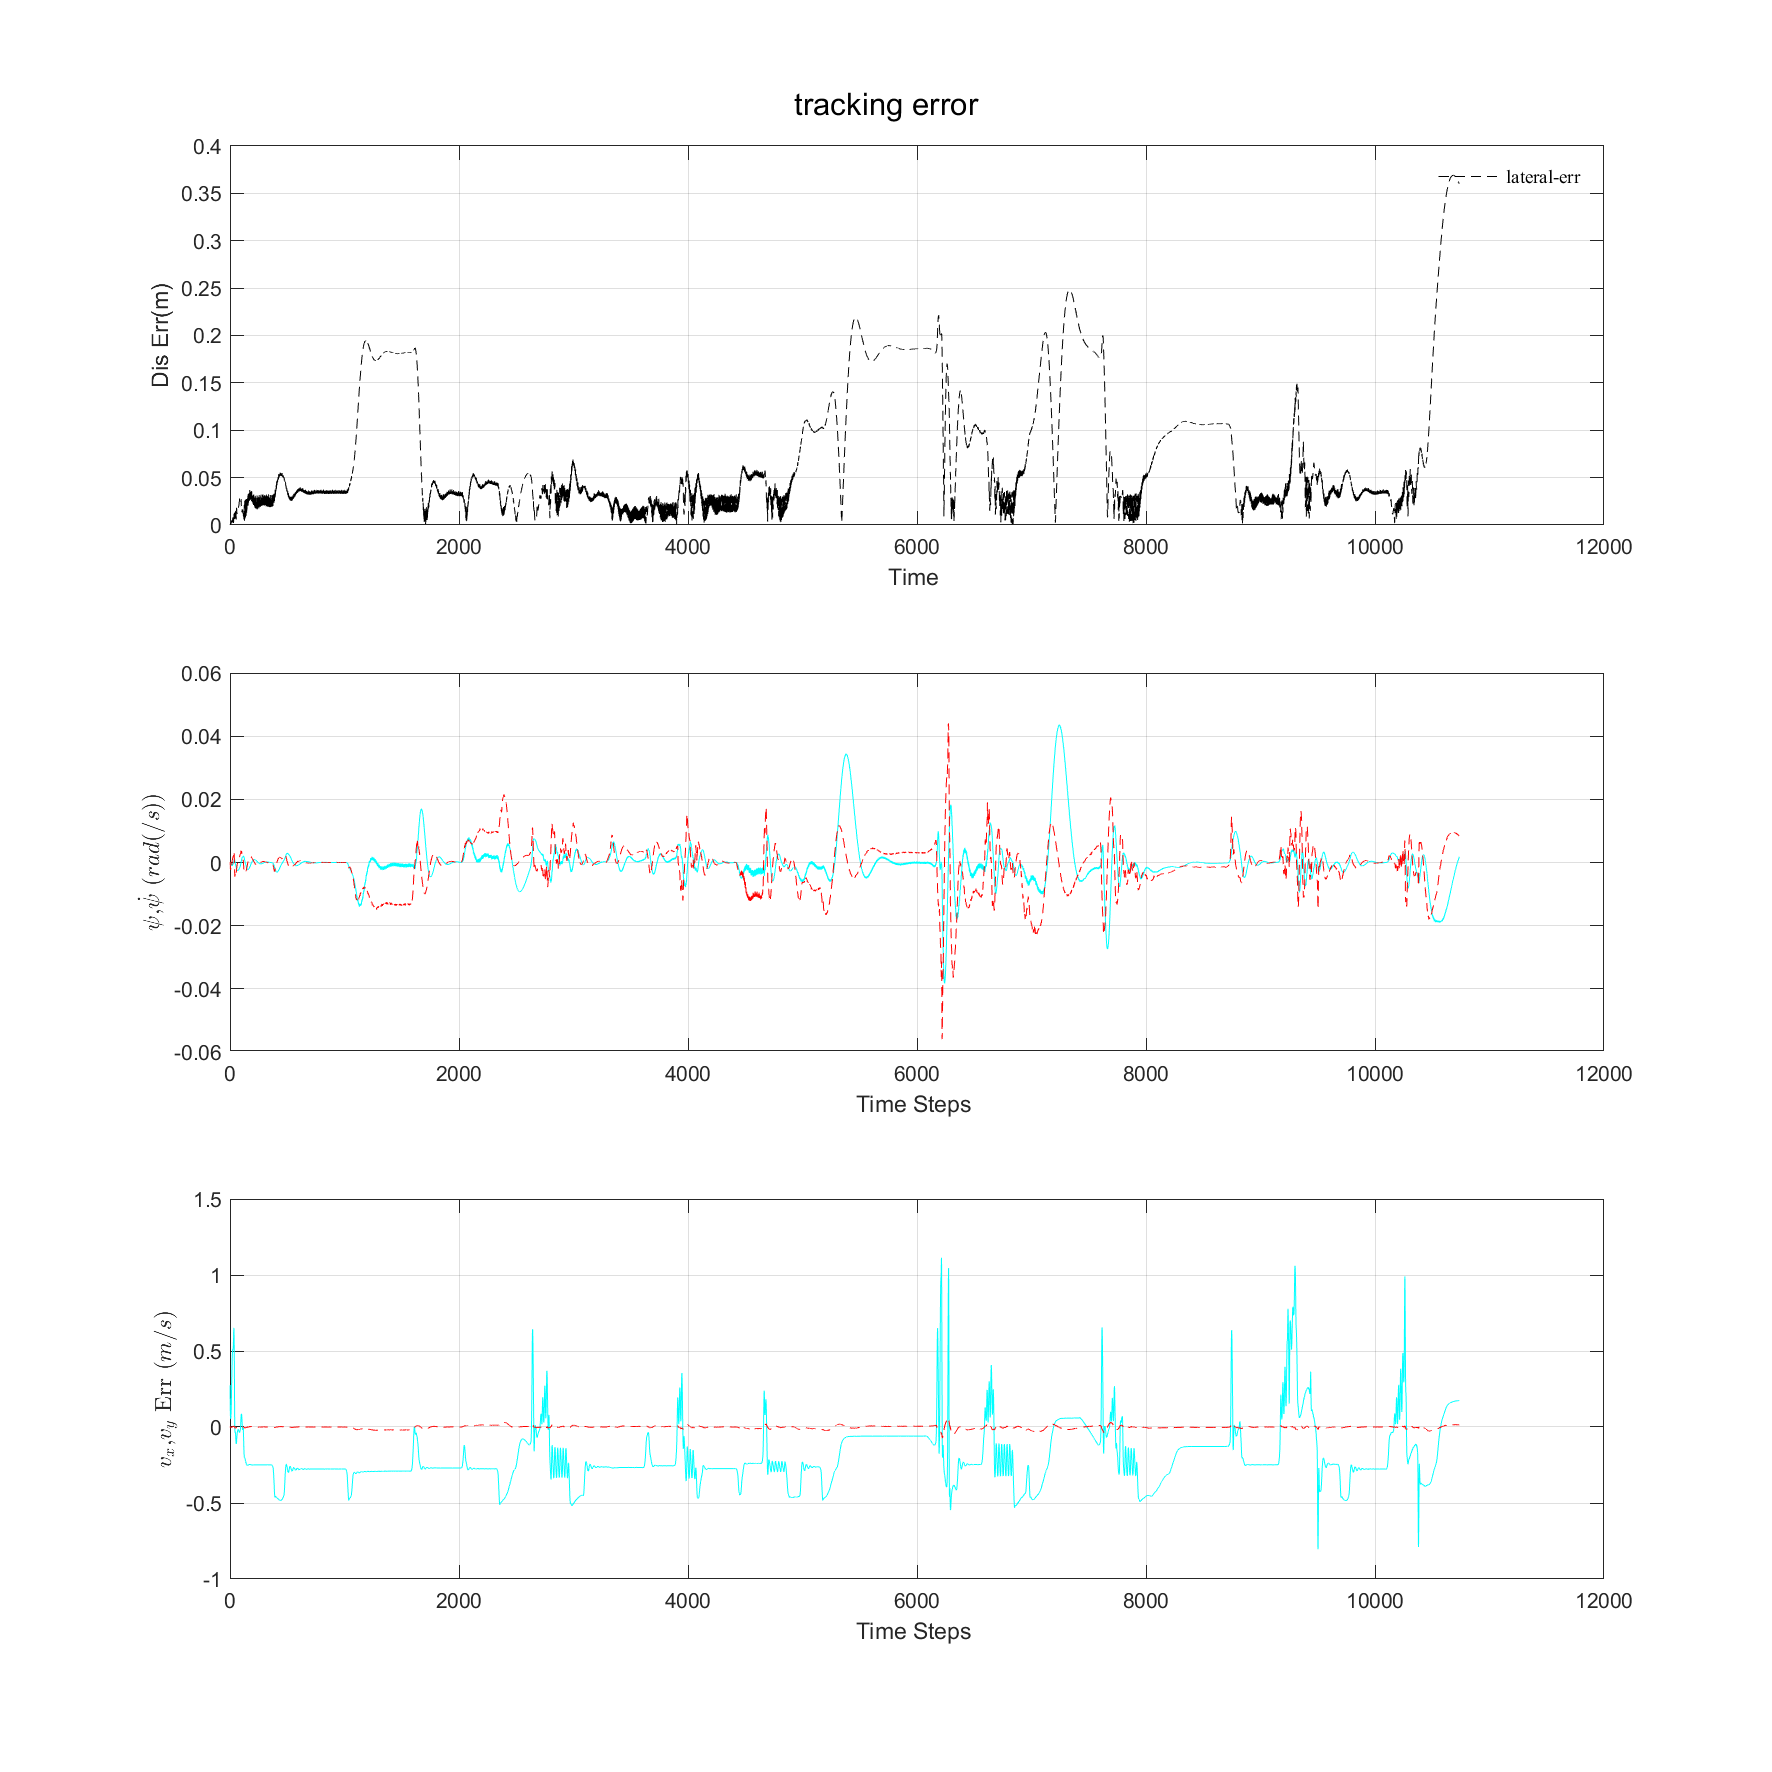 tracking error
0.4
0.35
0.3
0.25
0.2
0.15
0.1
0.05
0
Dis Err(m)
lateral-err
0 2000 4000 6000 8000 10000 12000
Time
0.06
0.04
0.02
0
-0.02
-0.04
-0.06
ψ,ψ̇ (rad(/s))
0 2000 4000 6000 8000 10000 12000
Time Steps
1.5
1
0.5
0
-0.5
-1
vₓ,v_y Err (m/s)
0 2000 4000 6000 8000 10000 12000
Time Steps